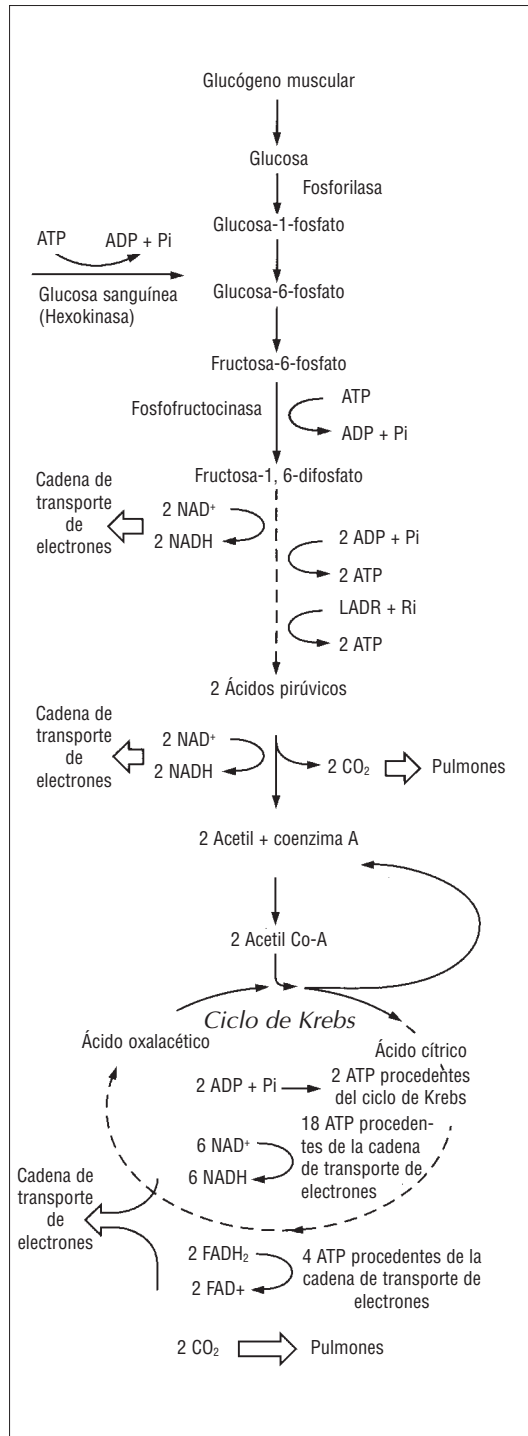 Glucógeno muscular
Glucosa
Fosforilasa
Glucosa-1-fosfato
ATP
ADP + Pi
Glucosa sanguínea
(Hexokinasa)
Glucosa-6-fosfato
Fructosa-6-fosfato
Fosfofructocinasa
ATP
ADP + Pi
Fructosa-1, 6-difosfato
Cadena de
transporte
de
electrones
2 NAD⁺
2 NADH
2 ADP + Pi
2 ATP
LADR + Ri
2 ATP
2 Ácidos pirúvicos
Cadena de
transporte
de
electrones
2 NAD⁺
2 NADH
2 CO₂
Pulmones
2 Acetil + coenzima A
2 Acetil Co-A
Ciclo de Krebs
Ácido oxalacético
Ácido cítrico
2 ADP + Pi
2 ATP procedentes
del ciclo de Krebs
18 ATP proceden-
tes de la cadena
de transporte de
electrones
6 NAD⁺
6 NADH
Cadena de
transporte
de
electrones
2 FADH₂
2 FAD+
4 ATP procedentes de la
cadena de transporte de
electrones
2 CO₂
Pulmones